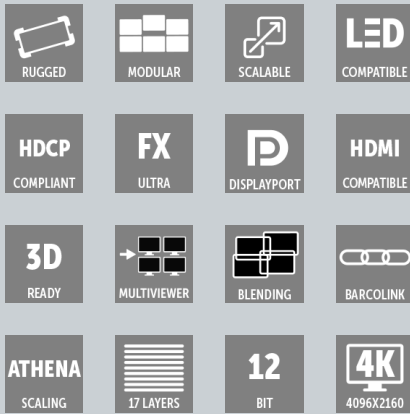 LED
RUGGED
MODULAR
SCALABLE
COMPATIBLE
HDCP
FX
HDMI
COMPLIANT
ULTRA
DISPLAYPORT
COMPATIBLE
3D
READY
MULTIVIEWER
BLENDING
BARCOLINK
ATHENA
12
4K
SCALING
17 LAYERS
BIT
4096X2160